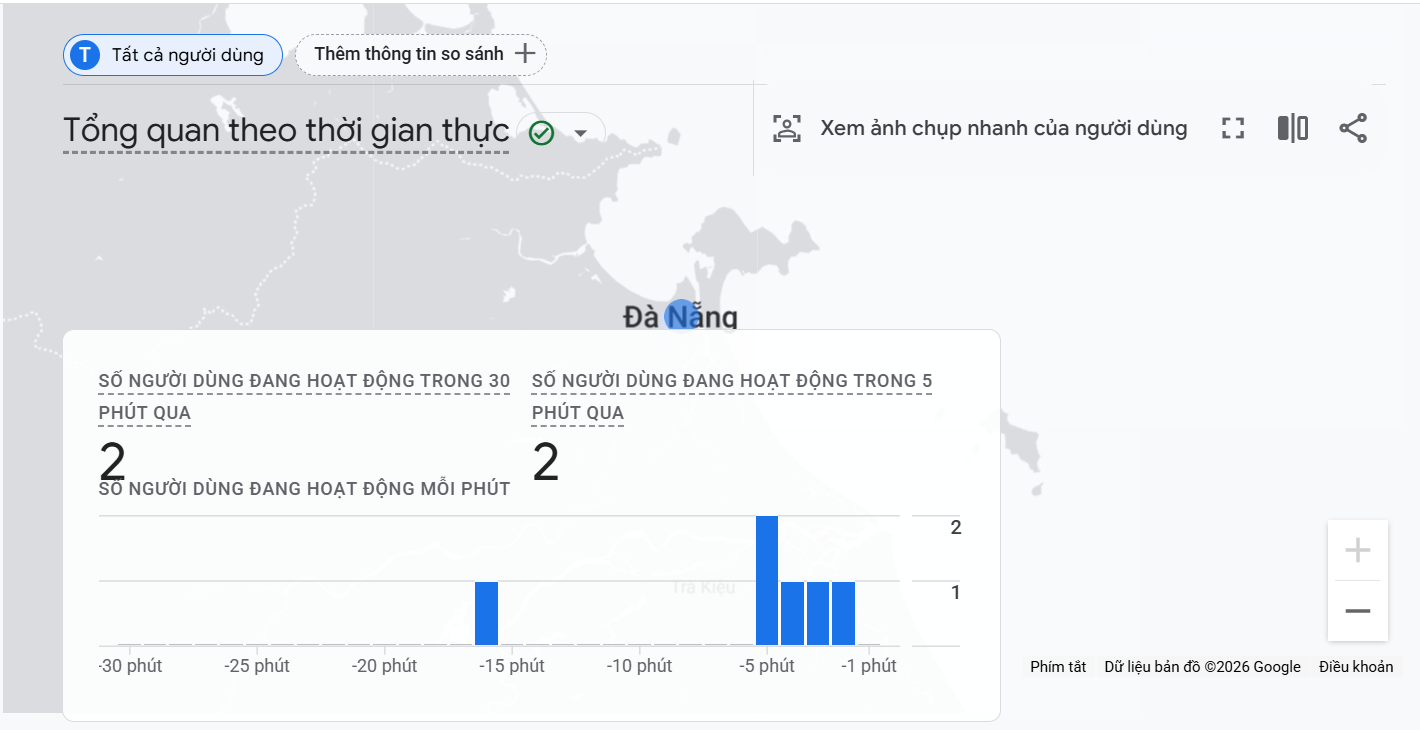 T Tất cả người dùng
Thêm thông tin so sánh
Tổng quan theo thời gian thực
Xem ảnh chụp nhanh của người dùng
Đà Nẵng
SỐ NGƯỜI DÙNG ĐANG HOẠT ĐỘNG TRONG 30
PHÚT QUA
2
SỐ NGƯỜI DÙNG ĐANG HOẠT ĐỘNG TRONG 5
PHÚT QUA
2
SỐ NGƯỜI DÙNG ĐANG HOẠT ĐỘNG MỖI PHÚT
2
1
Trà Kiệu
-30 phút -25 phút -20 phút -15 phút -10 phút -5 phút -1 phút
Phím tắt Dữ liệu bản đồ ©2026 Google Điều khoản